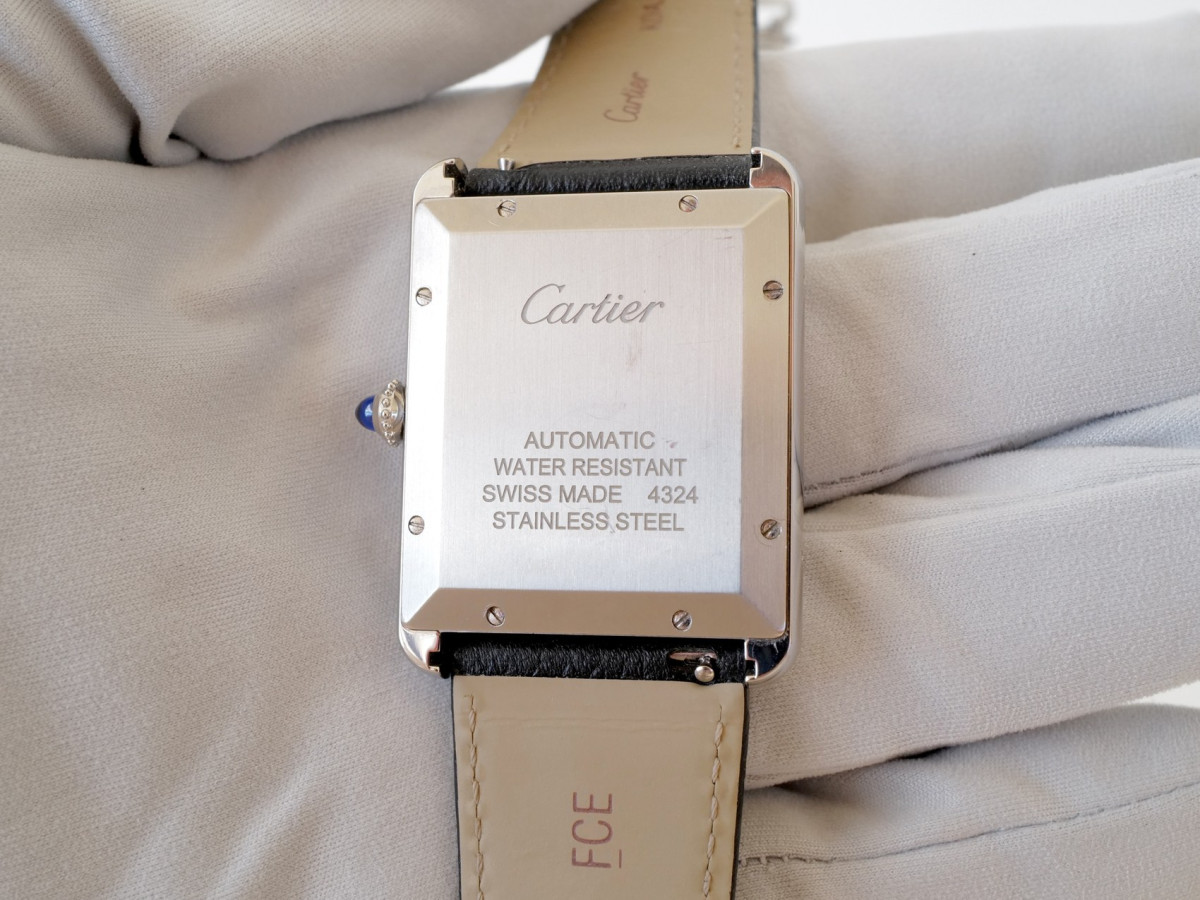 Cartier
Cartier
AUTOMATIC
WATER RESISTANT
SWISS MADE 4324
STAINLESS STEEL
FCE